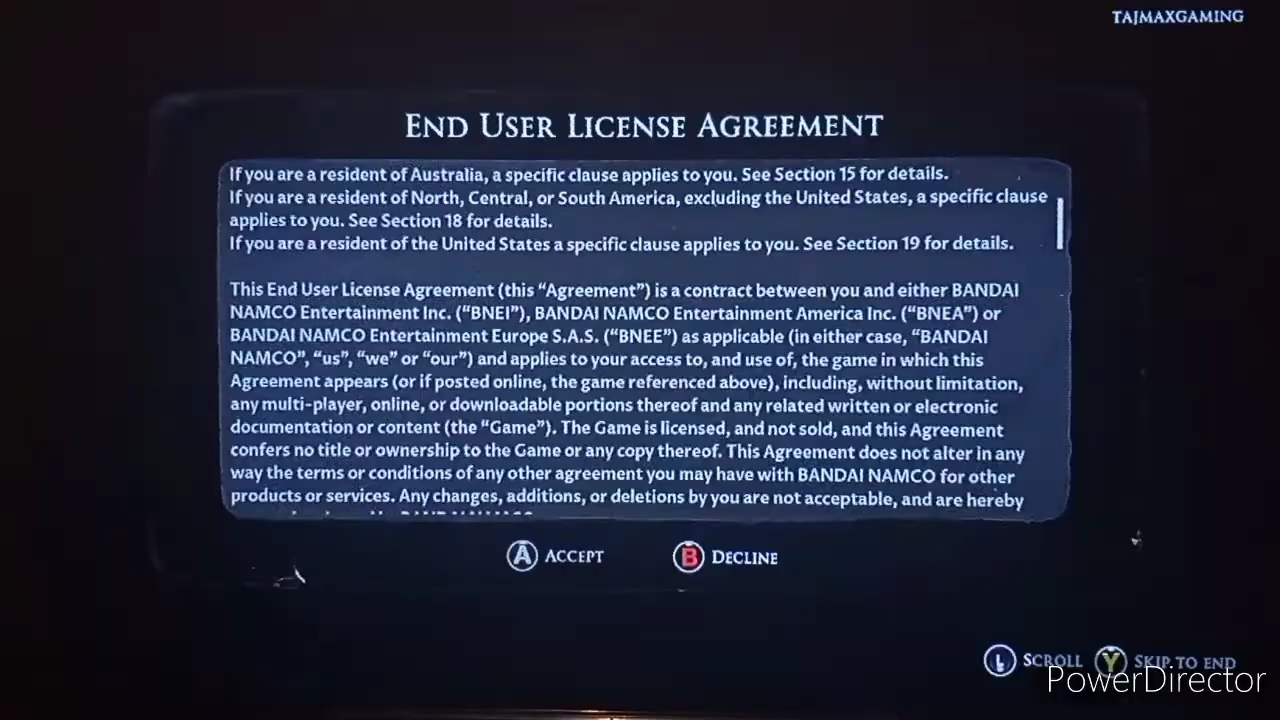 TAJMAXGAMING
END USER LICENSE AGREEMENT
If you are a resident of Australia, a specific clause applies to you. See Section 15 for details.
If you are a resident of North, Central, or South America, excluding the United States, a specific clause
applies to you. See Section 18 for details.
If you are a resident of the United States a specific clause applies to you. See Section 19 for details.
This End User License Agreement (this “Agreement”) is a contract between you and either BANDAI
NAMCO Entertainment Inc. (“BNEI”), BANDAI NAMCO Entertainment America Inc. (“BNEA”) or
BANDAI NAMCO Entertainment Europe S.A.S. (“BNEE”) as applicable (in either case, “BANDAI
NAMCO”, “us”, “we” or “our”) and applies to your access to, and use of, the game in which this
Agreement appears (or if posted online, the game referenced above), including, without limitation,
any multi-player, online, or downloadable portions thereof and any related written or electronic
documentation or content (the “Game”). The Game is licensed, and not sold, and this Agreement
confers no title or ownership to the Game or any copy thereof. This Agreement does not alter in any
way the terms or conditions of any other agreement you may have with BANDAI NAMCO for other
products or services. Any changes, additions, or deletions by you are not acceptable, and are hereby
A ACCEPT B DECLINE
L SCROLL Y SKIP TO END
PowerDirector